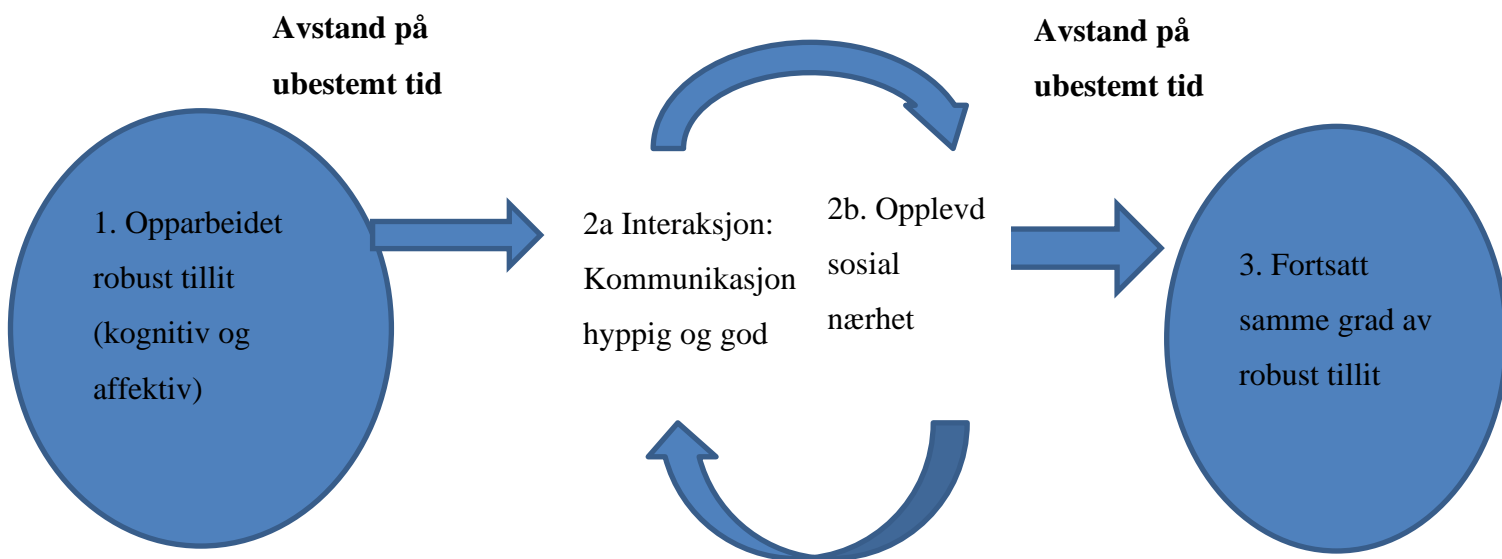 Avstand på
ubestemt tid
Avstand på
ubestemt tid
1. Opparbeidet
robust tillit
(kognitiv og
affektiv)
2a Interaksjon:
Kommunikasjon
hyppig og god
2b. Opplevd
sosial
nærhet
3. Fortsatt
samme grad av
robust tillit